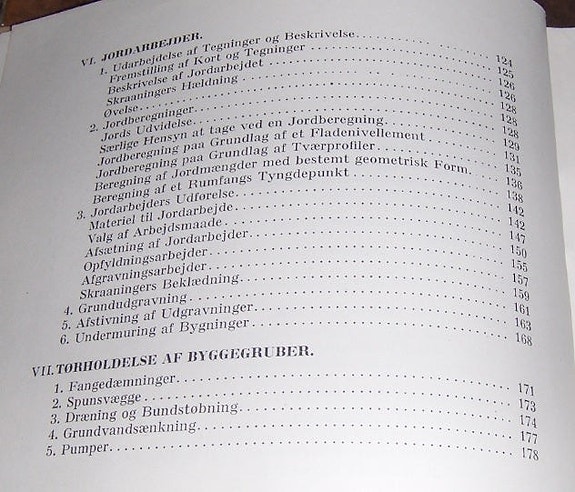 VI. JORDARBEJDER.
1. Udarbejdelse af Tegninger og Beskrivelse 124
Fremstilling af Kort og Tegninger 125
Beskrivelse af Jordarbejdet 126
Skraaningers Hældning 126
Øvelse 128
2. Jordberegninger 128
Jords Udvidelse 128
Særlige Hensyn at tage ved en Jordberegning. 129
Jordberegning paa Grundlag af et Fladenivellement 131
Jordberegning paa Grundlag af Tværprofiler 135
Beregning af Jordmængder med bestemt geometrisk Form. 136
Beregning af et Rumfangs Tyngdepunkt 138
3. Jordarbejders Udførelse 142
Materiel til Jordarbejde 142
Valg af Arbejdsmaade 147
Afsætning af Jordarbejder 150
Opfyldningsarbejder 155
Afgravningsarbejder 157
Skraaningers Beklædning 159
4. Grundudgravning 161
5. Afstivning af Udgravninger 163
6. Undermuring af Bygninger 168
VII. TØRHOLDELSE AF BYGGEGRUBER.
1. Fangedæmninger 171
2. Spunsvægge 173
3. Dræning og Bundstøbning 174
4. Grundvandsænkning 177
5. Pumper 178